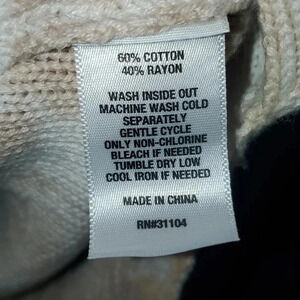 60% COTTON
40% RAYON
WASH INSIDE OUT
MACHINE WASH COLD
SEPARATELY
GENTLE CYCLE
ONLY NON-CHLORINE
BLEACH IF NEEDED
TUMBLE DRY LOW
COOL IRON IF NEEDED
MADE IN CHINA
RN#31104